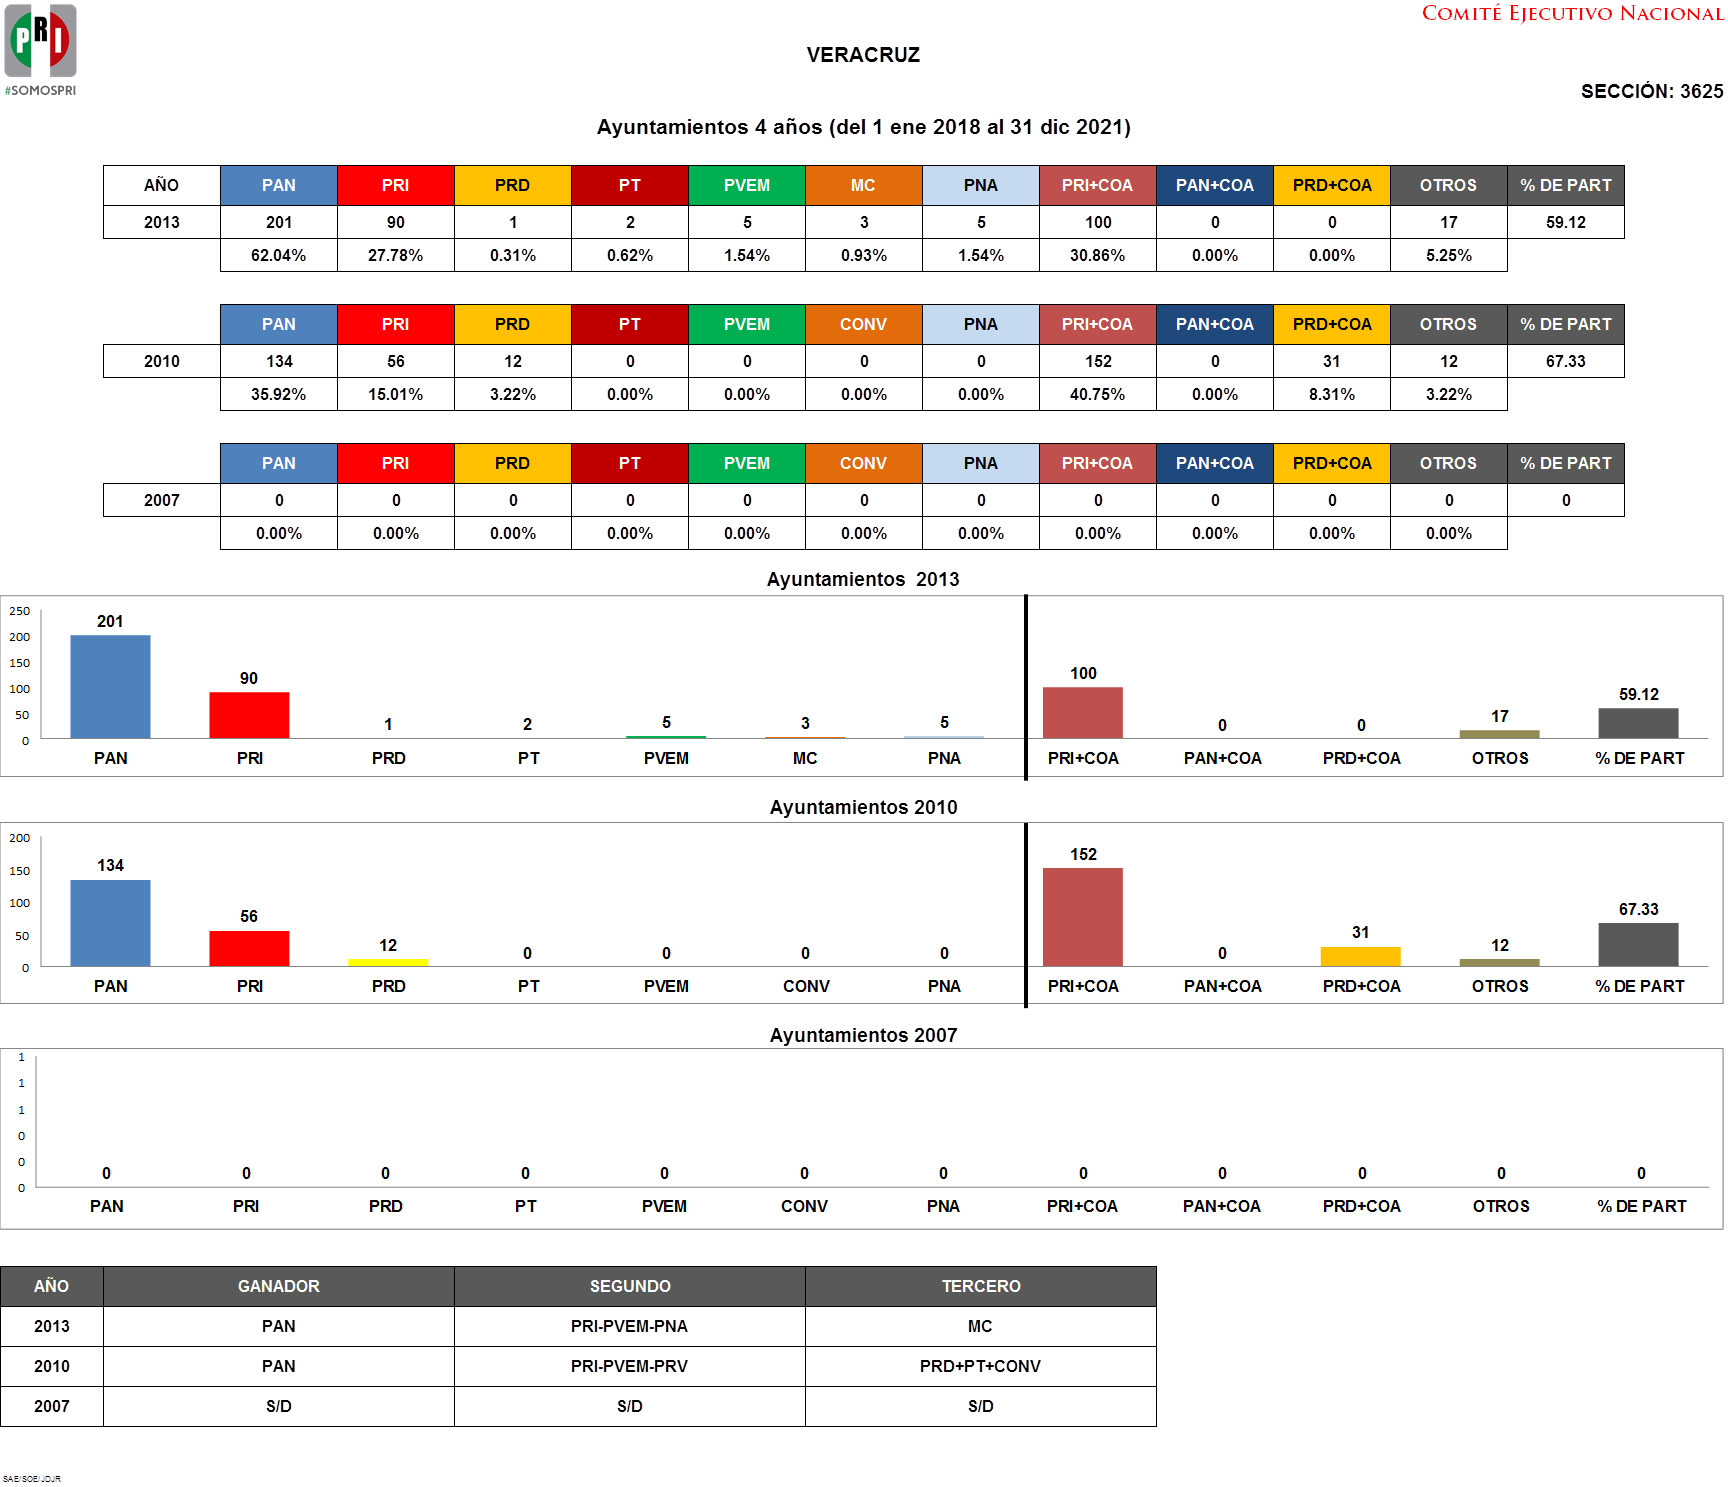 PRI
#SOMOSPRI
COMITÉ EJECUTIVO NACIONAL
VERACRUZ
SECCIÓN: 3625
Ayuntamientos 4 años (del 1 ene 2018 al 31 dic 2021)
AÑO PAN PRI PRD PT PVEM MC PNA PRI+COA PAN+COA PRD+COA OTROS % DE PART
2013 201 90 1 2 5 3 5 100 0 0 17 59.12
62.04% 27.78% 0.31% 0.62% 1.54% 0.93% 1.54% 30.86% 0.00% 0.00% 5.25%
PAN PRI PRD PT PVEM CONV PNA PRI+COA PAN+COA PRD+COA OTROS % DE PART
2010 134 56 12 0 0 0 0 152 0 31 12 67.33
35.92% 15.01% 3.22% 0.00% 0.00% 0.00% 0.00% 40.75% 0.00% 8.31% 3.22%
PAN PRI PRD PT PVEM CONV PNA PRI+COA PAN+COA PRD+COA OTROS % DE PART
2007 0 0 0 0 0 0 0 0 0 0 0 0
0.00% 0.00% 0.00% 0.00% 0.00% 0.00% 0.00% 0.00% 0.00% 0.00% 0.00%
Ayuntamientos 2013
250
200
150
100
50
0
201 90 1 2 5 3 5 100 0 0 17 59.12
PAN PRI PRD PT PVEM MC PNA PRI+COA PAN+COA PRD+COA OTROS % DE PART
Ayuntamientos 2010
200
150
100
50
0
134 56 12 0 0 0 0 152 0 31 12 67.33
PAN PRI PRD PT PVEM CONV PNA PRI+COA PAN+COA PRD+COA OTROS % DE PART
Ayuntamientos 2007
1
1
1
0
0
0
0 0 0 0 0 0 0 0 0 0 0 0
PAN PRI PRD PT PVEM CONV PNA PRI+COA PAN+COA PRD+COA OTROS % DE PART
AÑO GANADOR SEGUNDO TERCERO
2013 PAN PRI-PVEM-PNA MC
2010 PAN PRI-PVEM-PRV PRD+PT+CONV
2007 S/D S/D S/D
SAE/SOE/JDJR